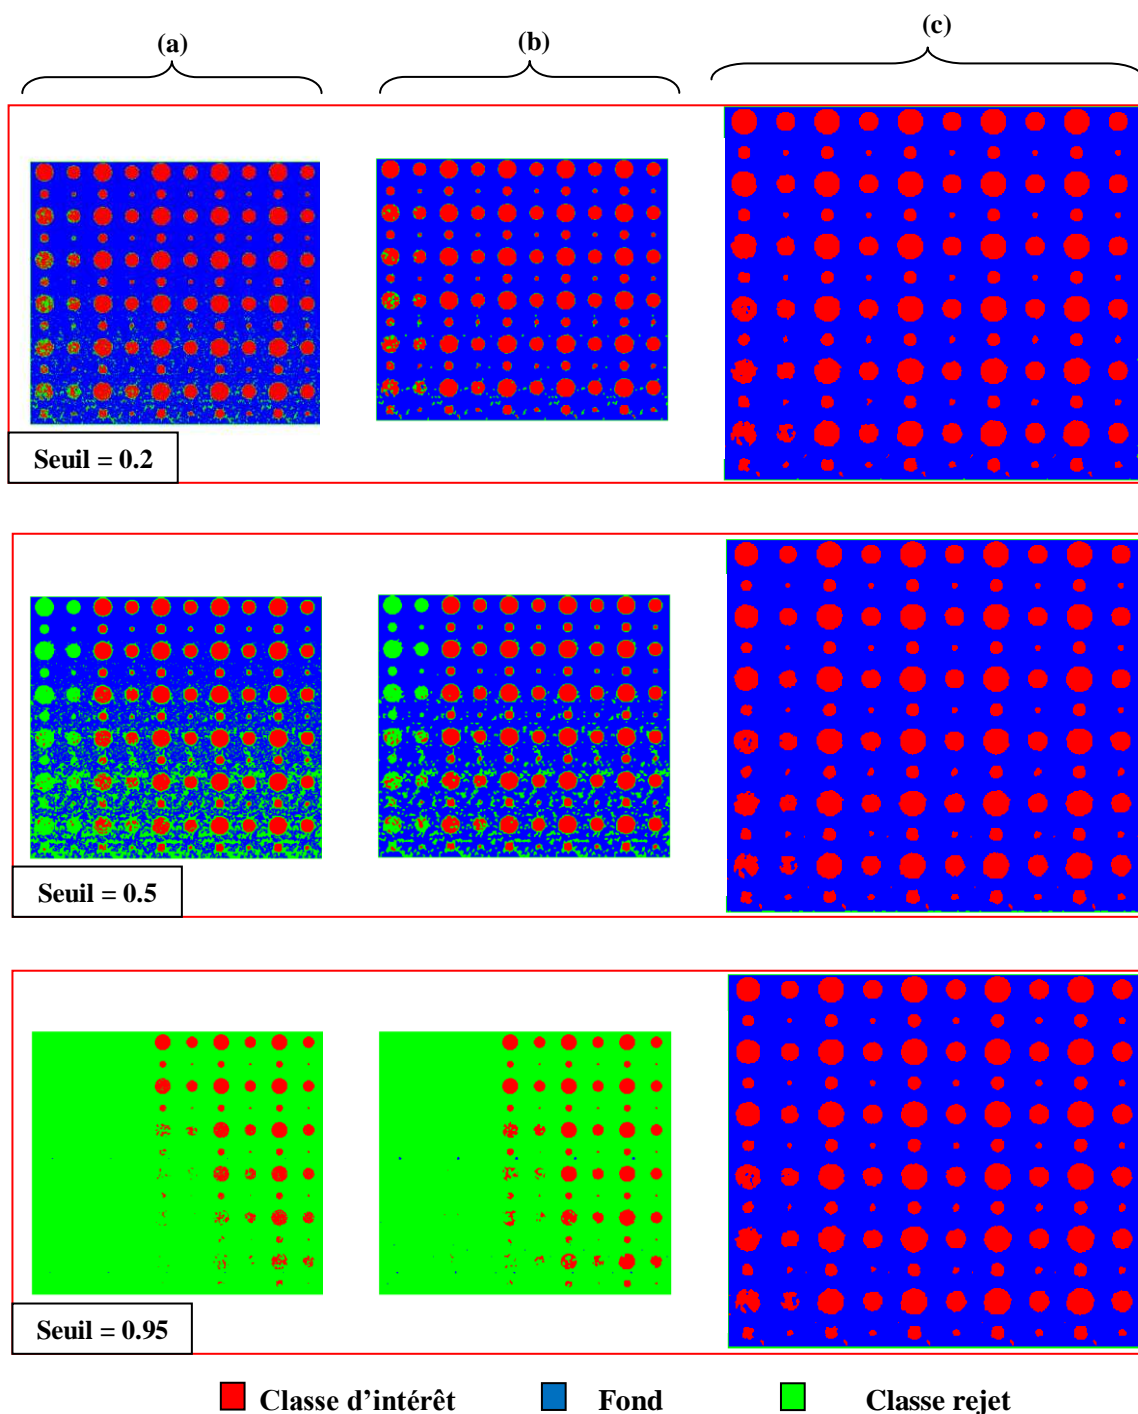 (a)
(b)
(c)
Seuil = 0.2
Seuil = 0.5
Seuil = 0.95
Classe d’intérêt
Fond
Classe rejet